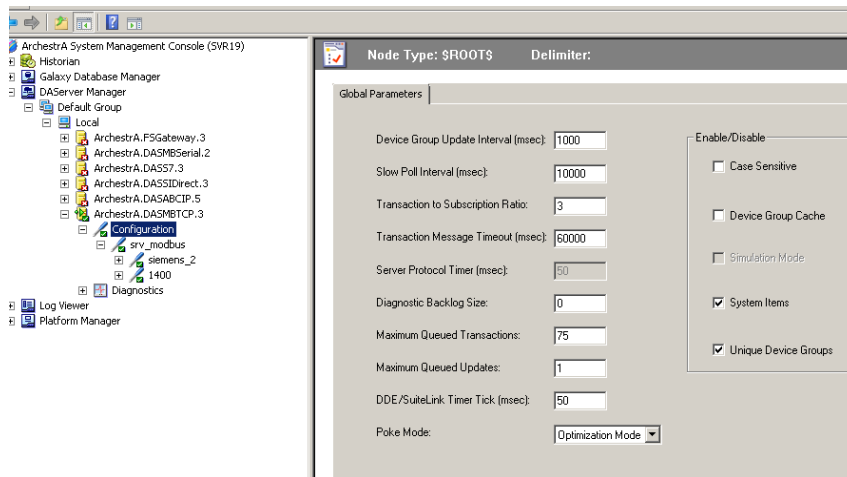 ArchestrA System Management Console (SVR19)
Historian
Galaxy Database Manager
DAServer Manager
Default Group
Local
ArchestrA.FSGateway.3
ArchestrA.DASMBSerial.2
ArchestrA.DASS7.3
ArchestrA.DASSIDirect.3
ArchestrA.DASABCIP.5
ArchestrA.DASMBTCP.3
Configuration
srv_modbus
siemens_2
1400
Diagnostics
Log Viewer
Platform Manager
Node Type: $ROOT$ Delimiter:
Global Parameters
Device Group Update Interval (msec): 1000
Slow Poll Interval (msec): 10000
Transaction to Subscription Ratio: 3
Transaction Message Timeout (msec): 60000
Server Protocol Timer (msec): 50
Diagnostic Backlog Size: 0
Maximum Queued Transactions: 75
Maximum Queued Updates: 1
DDE/SuiteLink Timer Tick (msec): 50
Poke Mode: Optimization Mode
Enable/Disable
Case Sensitive
Device Group Cache
Simulation Mode
System Items
Unique Device Groups